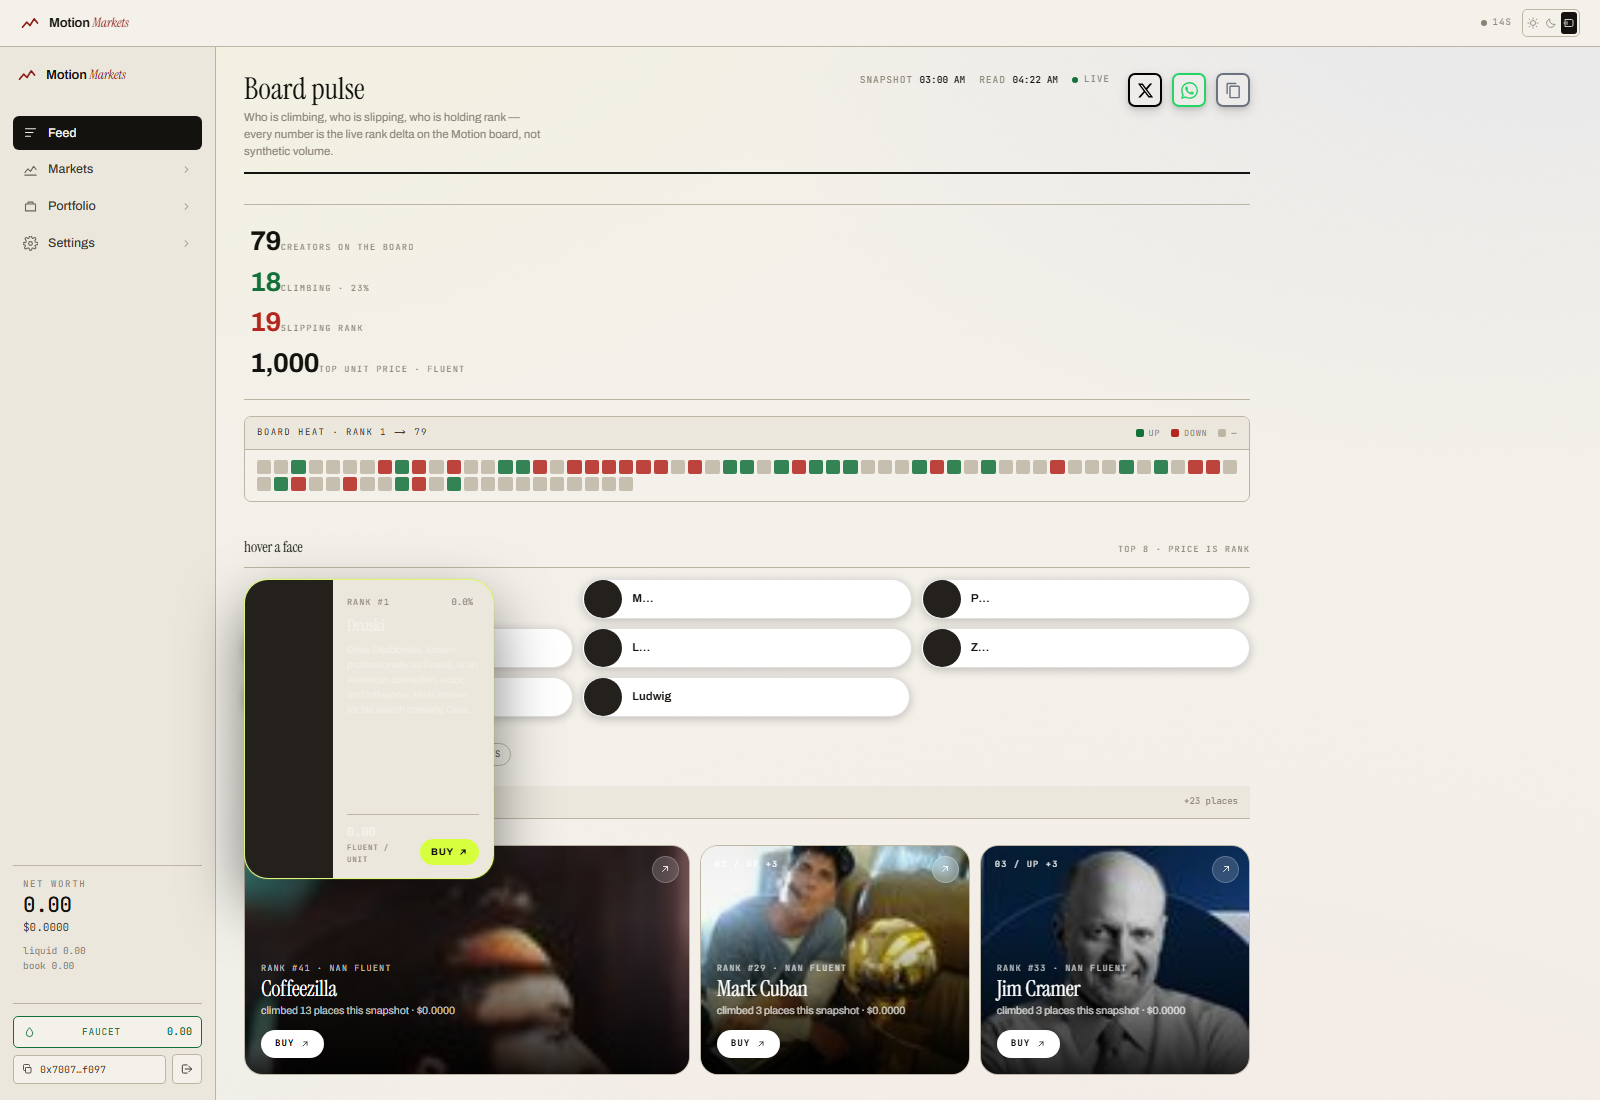 Motion Markets
14S
Motion Markets
Feed
Markets
Portfolio
Settings
NET WORTH
0.00
$0.0000
liquid 0.00
book 0.00
FAUCET 0.00
0x7007…f097
Board pulse
SNAPSHOT 03:00 AM READ 04:22 AM LIVE
Who is climbing, who is slipping, who is holding rank —
every number is the live rank delta on the Motion board, not
synthetic volume.
79 CREATORS ON THE BOARD
18 CLIMBING · 23%
19 SLIPPING RANK
1,000 TOP UNIT PRICE · FLUENT
BOARD HEAT · RANK 1 → 79
UP DOWN —
hover a face
TOP 8 · PRICE IS RANK
RANK #1 0.0%
Druski
0.00
FLUENT /
UNIT
BUY ↗
M…
P…
L…
Z…
Ludwig
S
+23 places
RANK #41 · NAN FLUENT
Coffeezilla
climbed 13 places this snapshot · $0.0000
BUY ↗
02 / UP +3
RANK #29 · NAN FLUENT
Mark Cuban
climbed 3 places this snapshot · $0.0000
BUY ↗
03 / UP +3
RANK #33 · NAN FLUENT
Jim Cramer
climbed 3 places this snapshot · $0.0000
BUY ↗